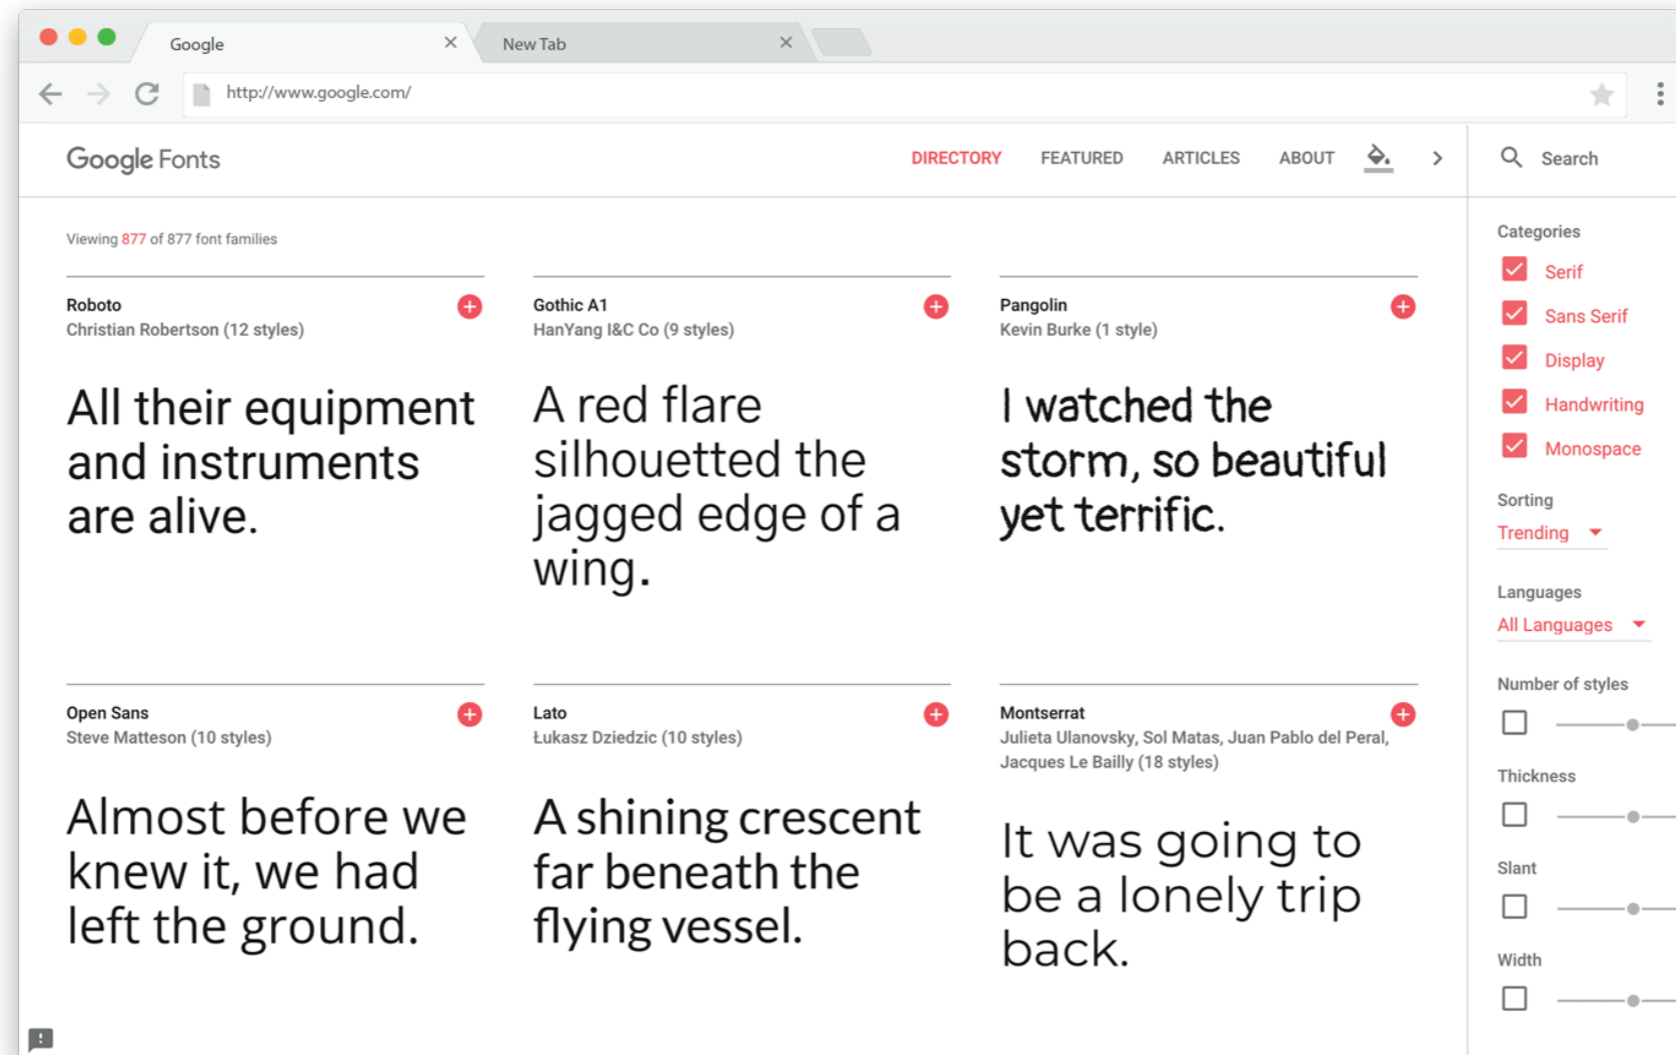 Google
New Tab
http://www.google.com/
Google Fonts
DIRECTORY FEATURED ARTICLES ABOUT
Search
Viewing 877 of 877 font families
Roboto
Christian Robertson (12 styles)
All their equipment
and instruments
are alive.
Gothic A1
HanYang I&C Co (9 styles)
A red flare
silhouetted the
jagged edge of a
wing.
Pangolin
Kevin Burke (1 style)
I watched the
storm, so beautiful
yet terrific.
Open Sans
Steve Matteson (10 styles)
Almost before we
knew it, we had
left the ground.
Lato
Łukasz Dziedzic (10 styles)
A shining crescent
far beneath the
flying vessel.
Montserrat
Julieta Ulanovsky, Sol Matas, Juan Pablo del Peral,
Jacques Le Bailly (18 styles)
It was going to
be a lonely trip
back.
Categories
Serif
Sans Serif
Display
Handwriting
Monospace
Sorting
Trending
Languages
All Languages
Number of styles
Thickness
Slant
Width